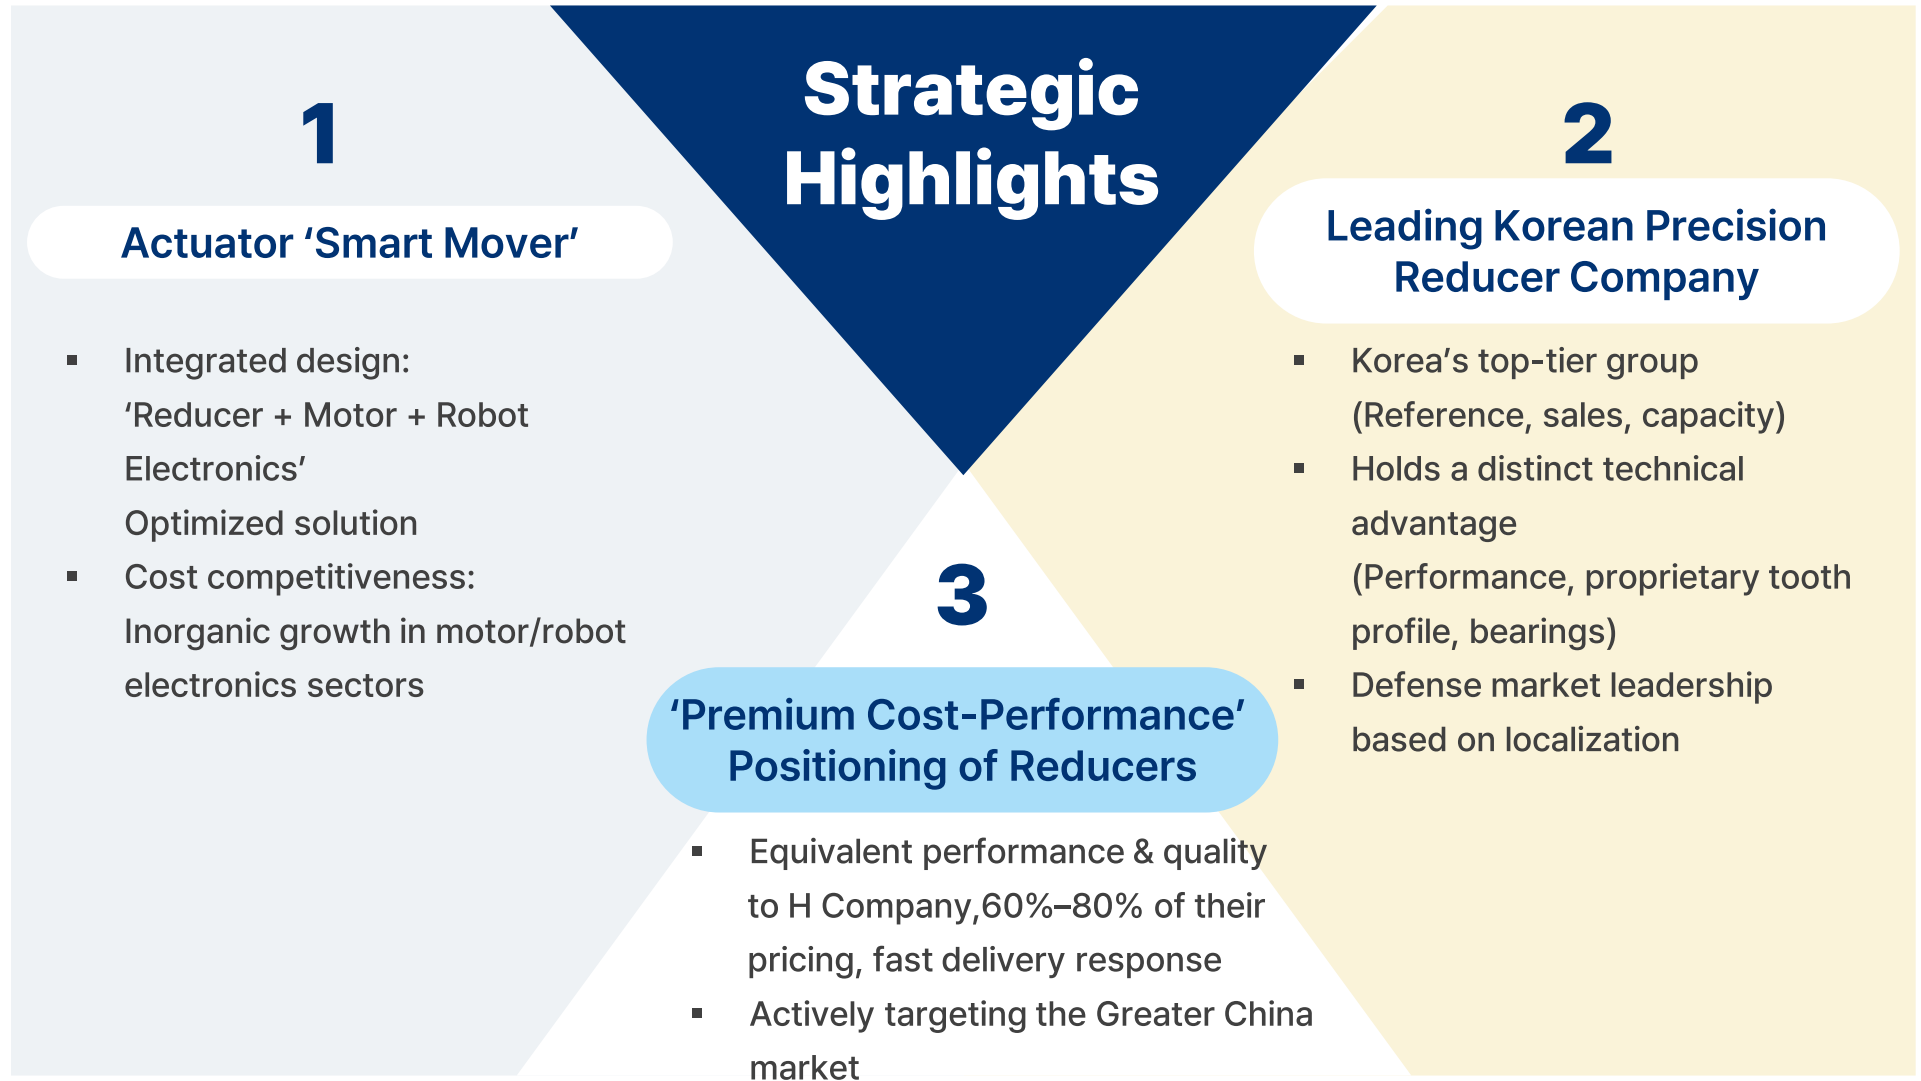 Strategic
Highlights
1
Actuator ‘Smart Mover’
▪ Integrated design:
‘Reducer + Motor + Robot
Electronics’
Optimized solution
▪ Cost competitiveness:
Inorganic growth in motor/robot
electronics sectors
2
Leading Korean Precision
Reducer Company
▪ Korea’s top-tier group
(Reference, sales, capacity)
▪ Holds a distinct technical
advantage
(Performance, proprietary tooth
profile, bearings)
▪ Defense market leadership
based on localization
3
‘Premium Cost-Performance’
Positioning of Reducers
▪ Equivalent performance & quality
to H Company,60%–80% of their
pricing, fast delivery response
▪ Actively targeting the Greater China
market